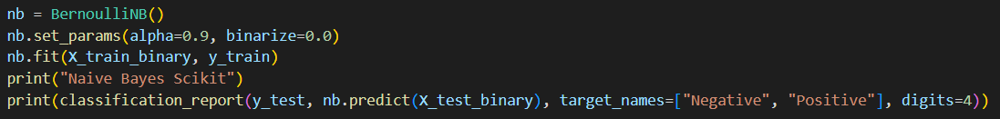 nb = BernoulliNB()
nb.set_params(alpha=0.9, binarize=0.0)
nb.fit(X_train_binary, y_train)
print("Naive Bayes Scikit")
print(classification_report(y_test, nb.predict(X_test_binary), target_names=["Negative", "Positive"], digits=4))